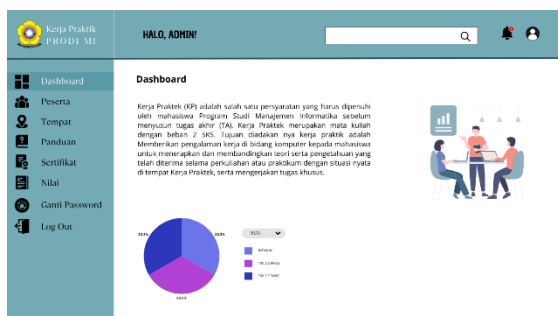 Kerja Praktik
PRODI MI
HALO, ADMIN!
Dashboard
Peserta
Tempat
Panduan
Sertifikat
Nilai
Ganti Password
Log Out
Dashboard
Kerja Praktek (KP) adalah salah satu persyaratan yang harus dipenuhi
oleh mahasiswa Program Studi Manajemen Informatika sebelum
menyusun tugas akhir (TA). Kerja Praktek merupakan mata kuliah
dengan beban 2 SKS. Tujuan diadakan nya kerja praktik adalah
Memberikan pengalaman kerja di bidang komputer kepada mahasiswa
untuk menerapkan dan membandingkan teori serta pengetahuan yang
telah diterima selama perkuliahan atau praktikum dengan situasi nyata
di tempat Kerja Praktek, serta mengerjakan tugas khusus.